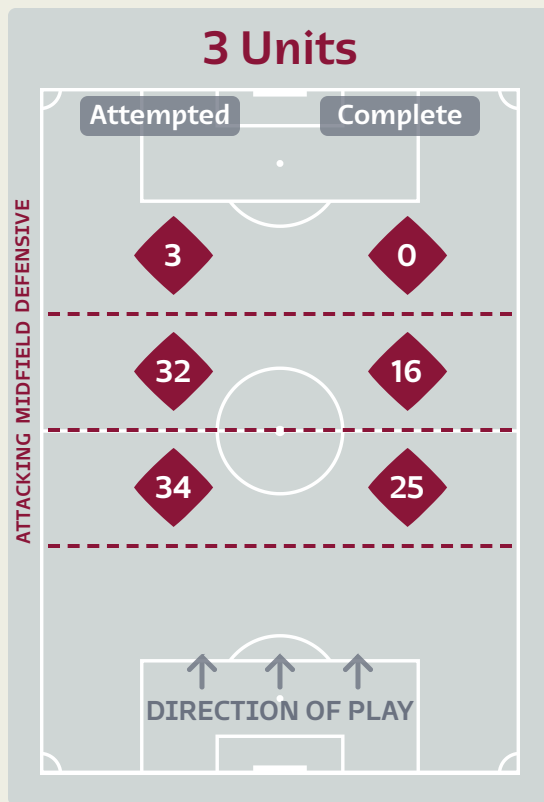 3 Units
Attempted Complete
3 0
32 16
34 25
ATTACKING MIDFIELD DEFENSIVE
DIRECTION OF PLAY